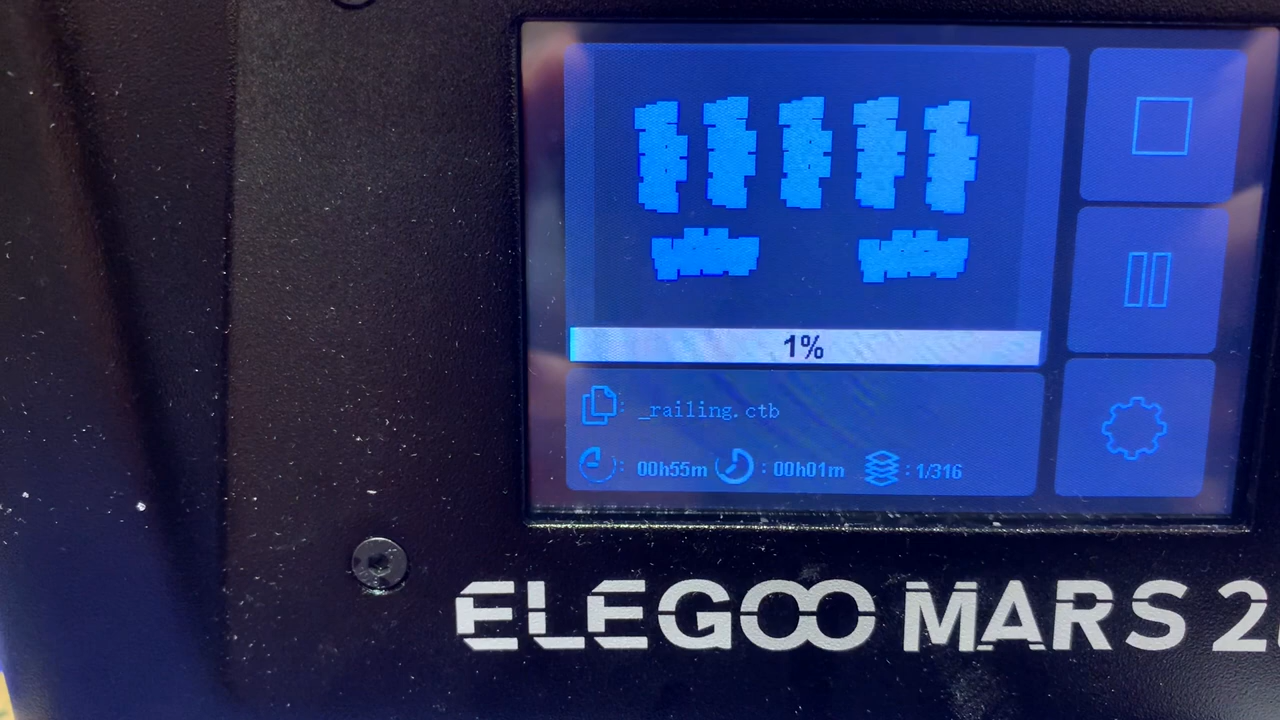 1%
: _railing.ctb
: 00h55m : 00h01m : 1/316
ELEGOO MARS 2